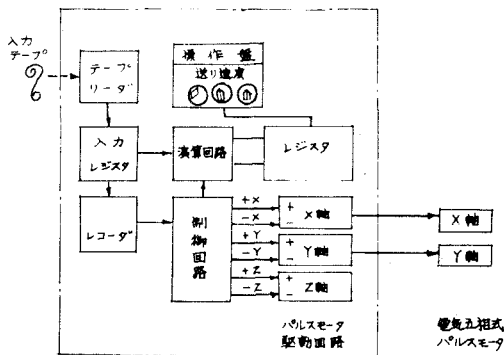 入力
テープ
テープ
リーダ
操作盤
送り速度
入力
レジスタ
演算回路
レジスタ
レコーダ
制御回路
+X
-X
+Y
-Y
+Z
-Z
+
-
X軸
+
-
Y軸
+
-
Z軸
X軸
Y軸
パルスモータ
駆動回路
電気五相式
パルスモータ